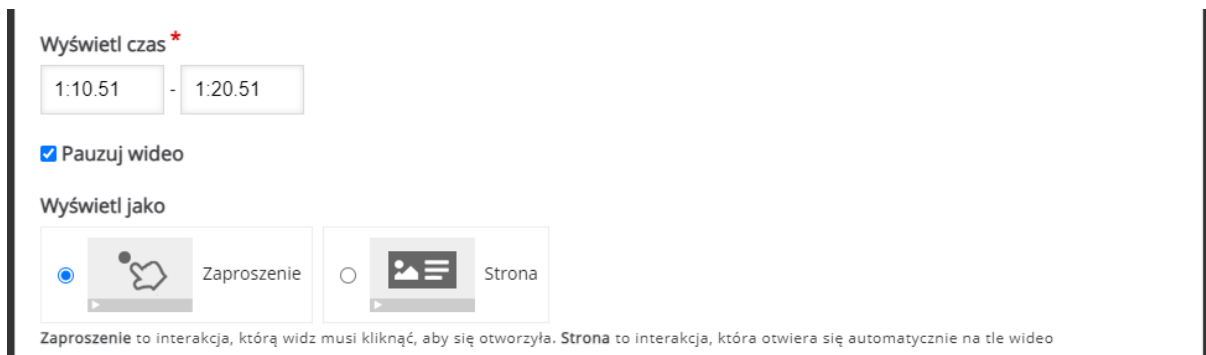 Wyświetl czas *
1:10.51 - 1:20.51
Pauzuj wideo
Wyświetl jako
Zaproszenie Strona
Zaproszenie to interakcja, którą widz musi kliknąć, aby się otworzyła. Strona to interakcja, która otwiera się automatycznie na tle wideo